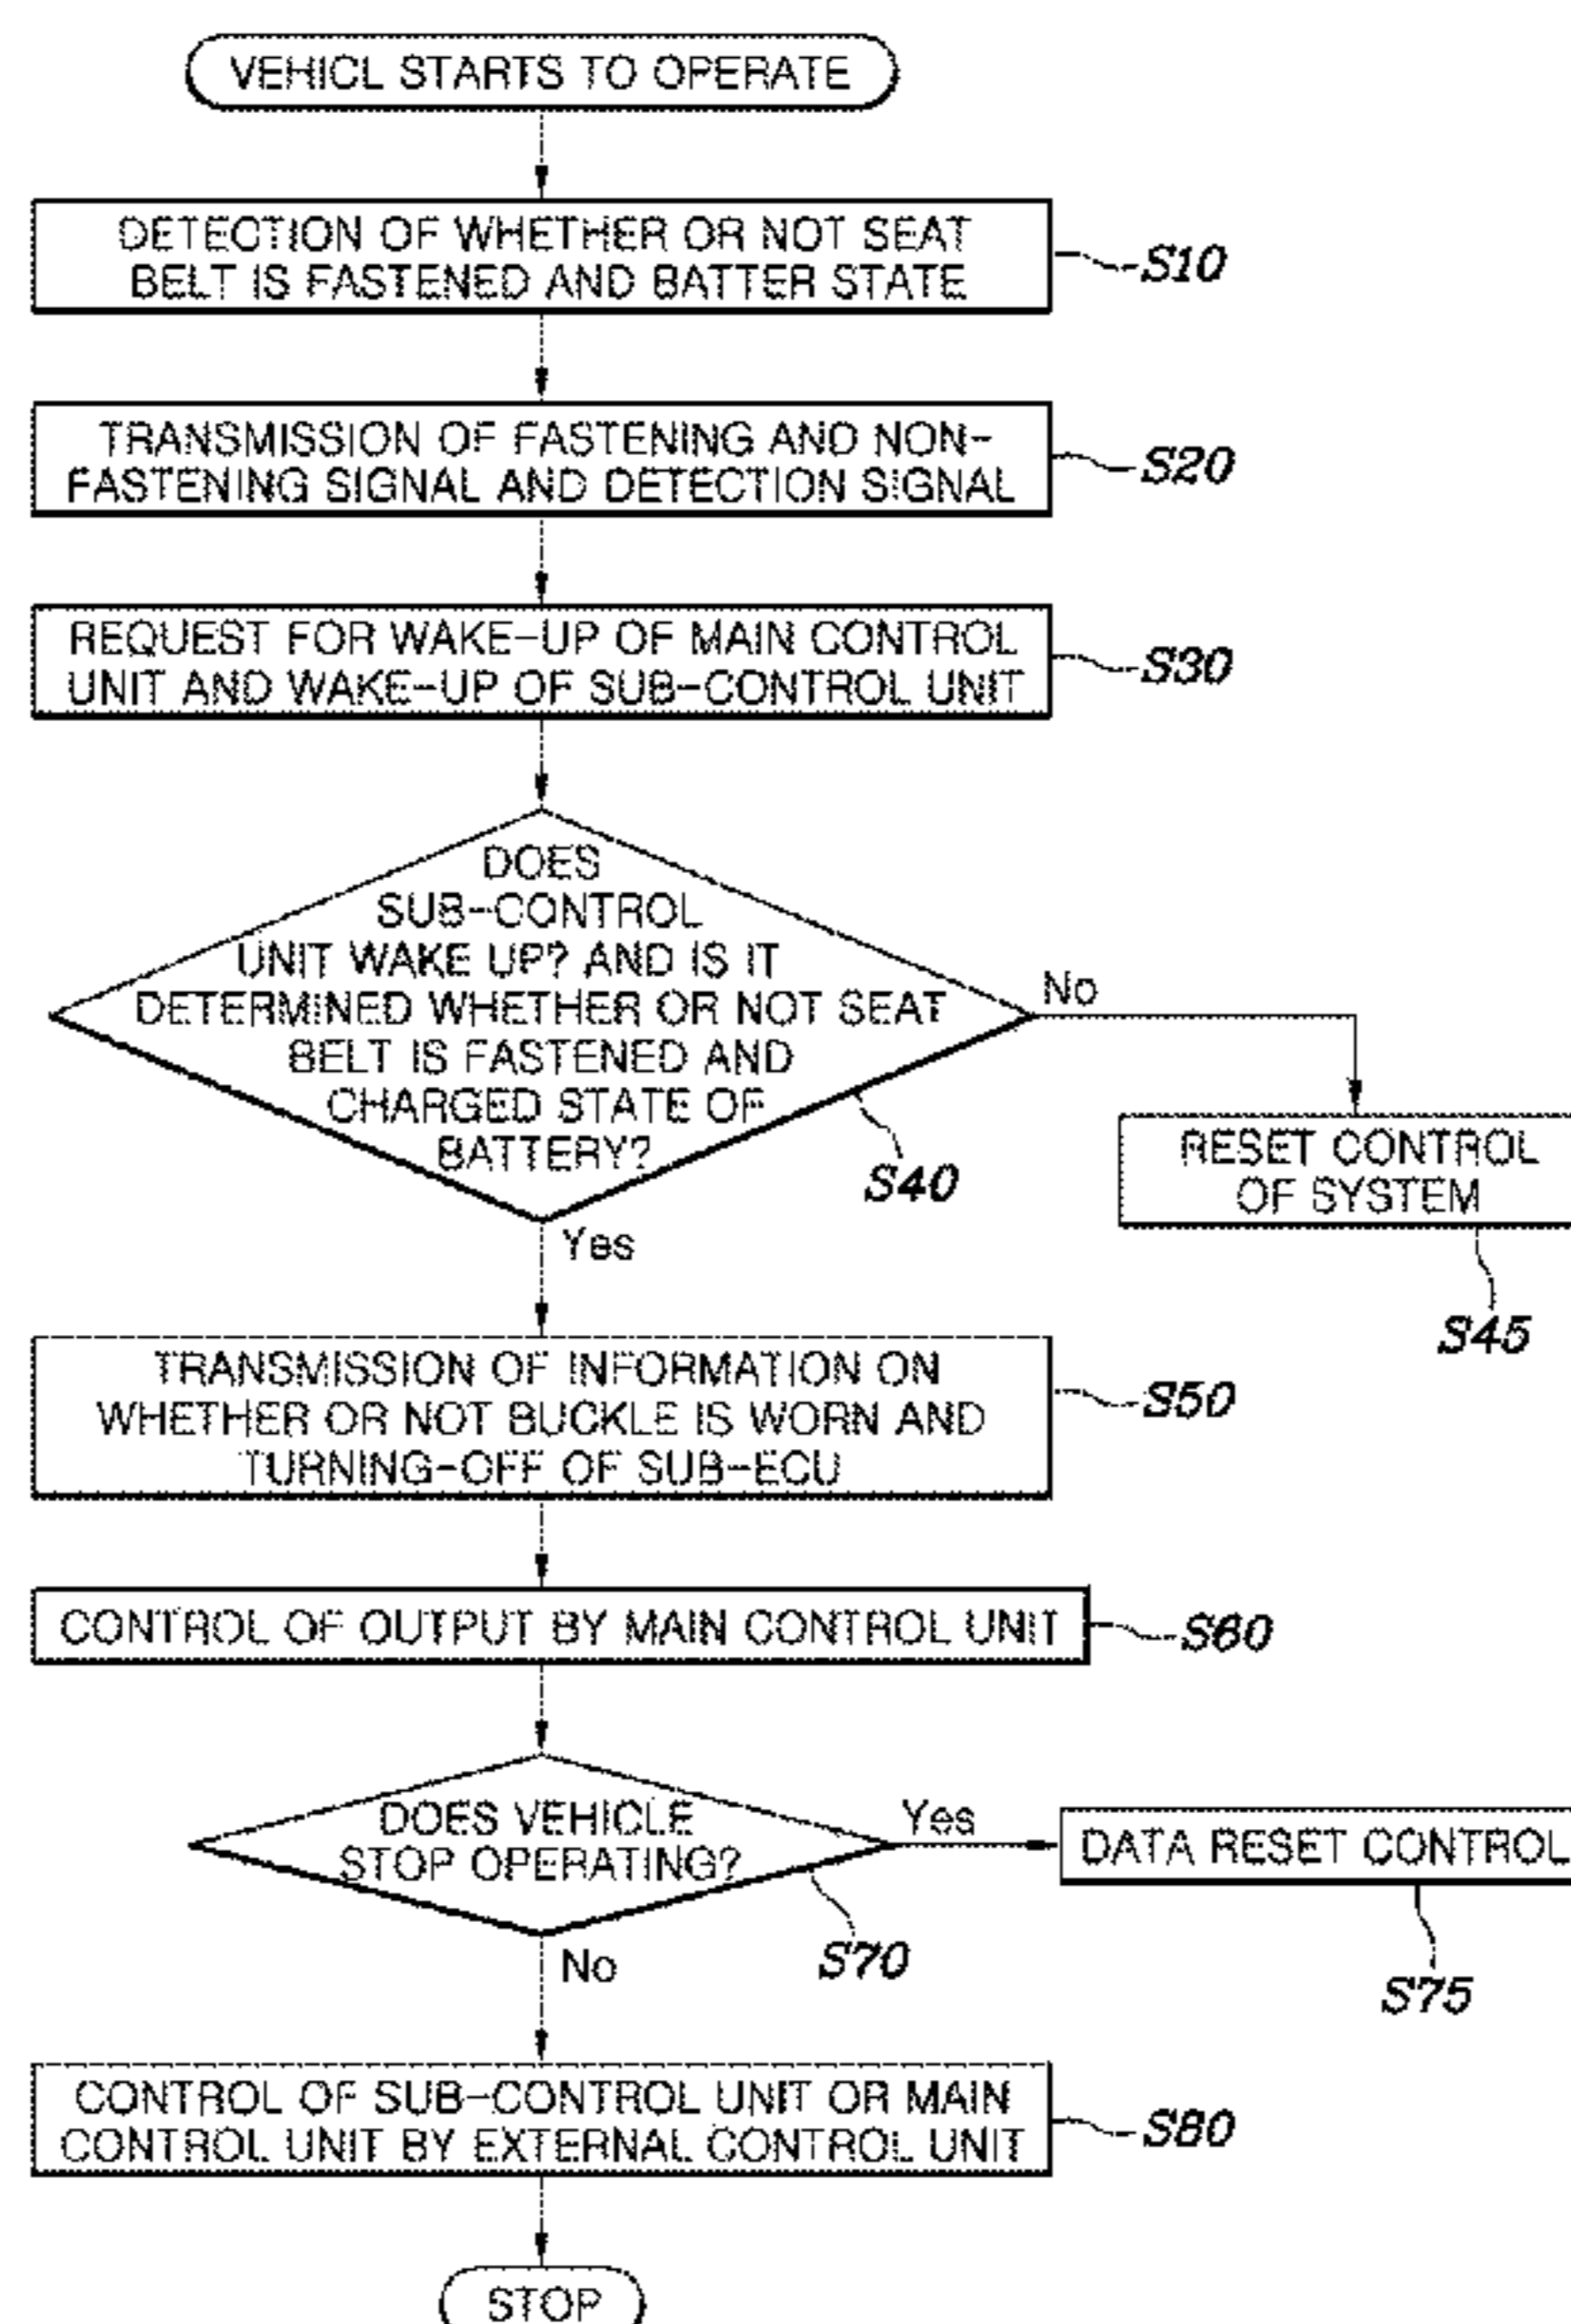 VEHICL STARTS TO OPERATE
DETECTION OF WHETHER OR NOT SEAT
BELT IS FASTENED AND BATTER STATE
S10
TRANSMISSION OF FASTENING AND NON-
FASTENING SIGNAL AND DETECTION SIGNAL
S20
REQUEST FOR WAKE-UP OF MAIN CONTROL
UNIT AND WAKE-UP OF SUB-CONTROL UNIT
S30
DOES
SUB-CONTROL
UNIT WAKE UP? AND IS IT
DETERMINED WHETHER OR NOT SEAT
BELT IS FASTENED AND
CHARGED STATE OF
BATTERY?
S40
No
RESET CONTROL
OF SYSTEM
S45
Yes
TRANSMISSION OF INFORMATION ON
WHETHER OR NOT BUCKLE IS WORN AND
TURNING-OFF OF SUB-ECU
S50
CONTROL OF OUTPUT BY MAIN CONTROL UNIT
S60
DOES VEHICLE
STOP OPERATING?
S70
Yes
DATA RESET CONTROL
S75
No
CONTROL OF SUB-CONTROL UNIT OR MAIN
CONTROL UNIT BY EXTERNAL CONTROL UNIT
S80
STOP